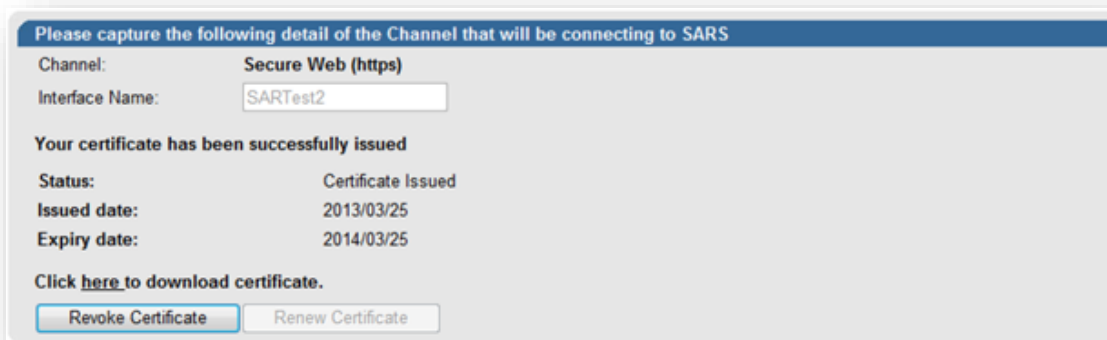 Please capture the following detail of the Channel that will be connecting to SARS
Channel: Secure Web (https)
Interface Name: SARTest2
Your certificate has been successfully issued
Status: Certificate Issued
Issued date: 2013/03/25
Expiry date: 2014/03/25
Click here to download certificate.
Revoke Certificate Renew Certificate